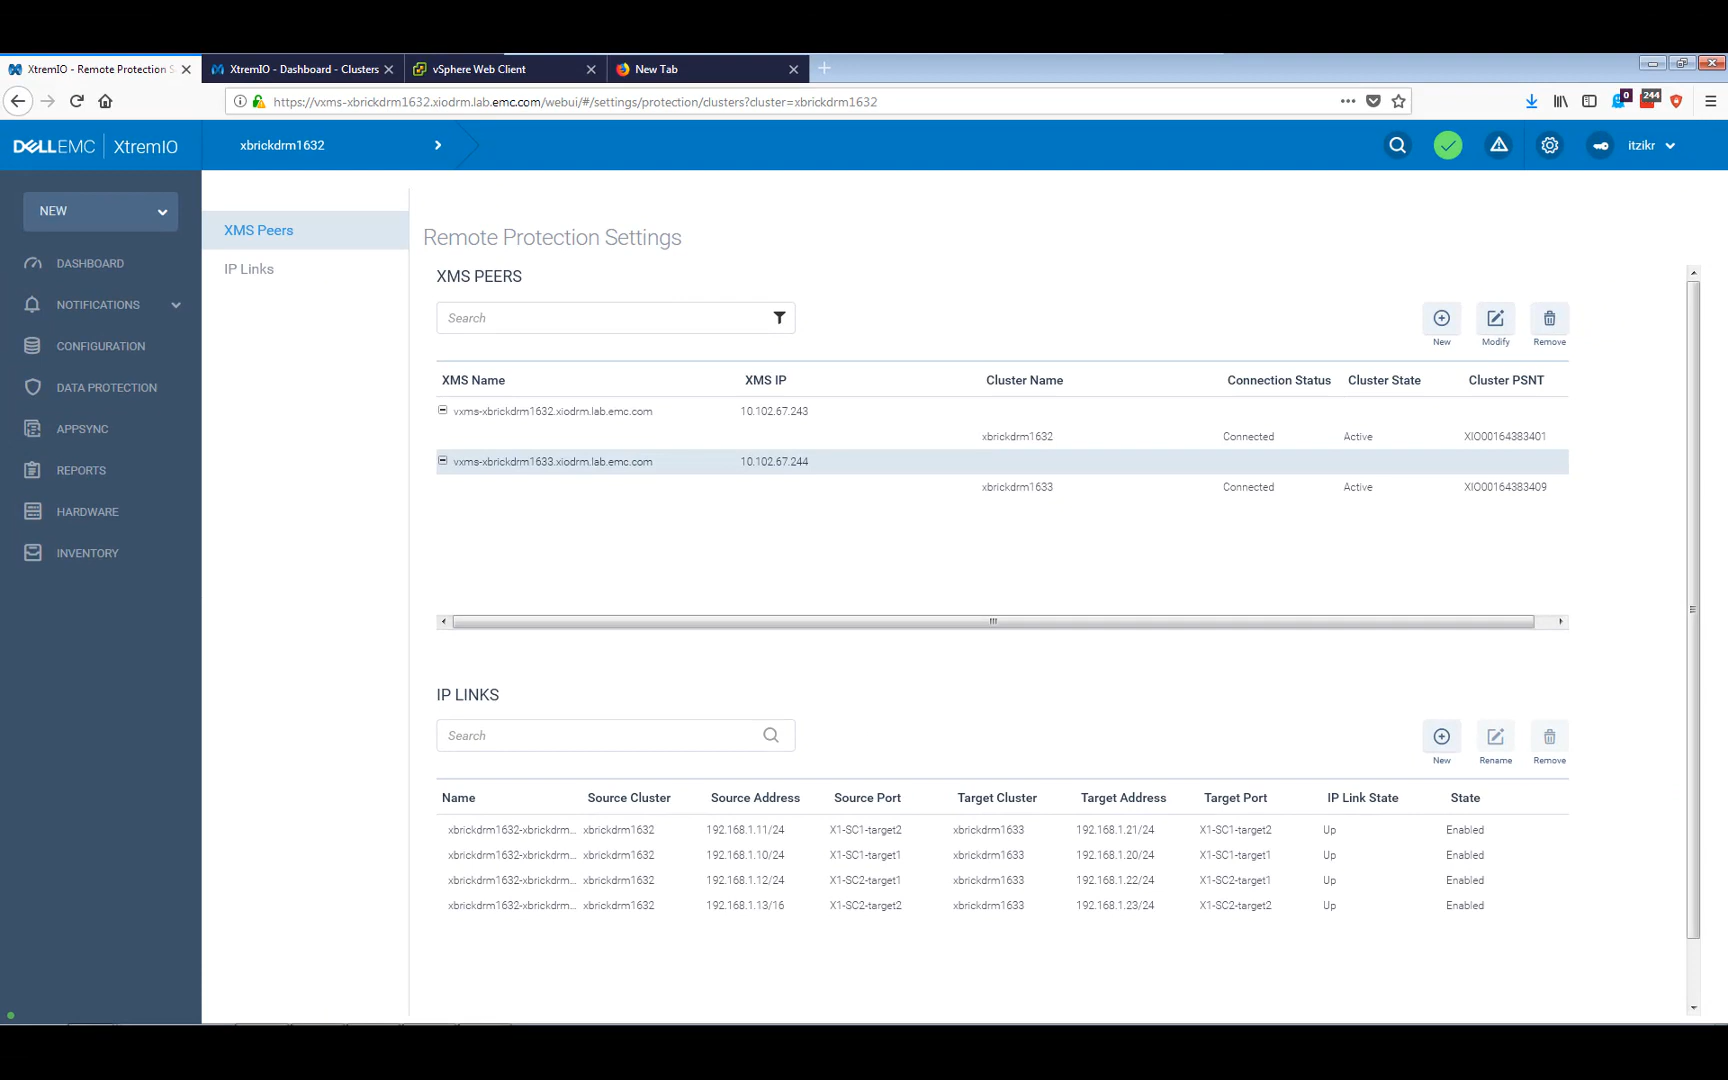 XtremIO - Remote Protection S
XtremIO - Dashboard - Clusters
vSphere Web Client
New Tab
https://vxms-xbrickdrm1632.xiodrm.lab.emc.com/webui/#/settings/protection/clusters?cluster=xbrickdrm1632
0
244
DELLEMC XtremIO
xbrickdrm1632
itzikr
NEW
DASHBOARD
NOTIFICATIONS
CONFIGURATION
DATA PROTECTION
APPSYNC
REPORTS
HARDWARE
INVENTORY
XMS Peers
IP Links
Remote Protection Settings
XMS PEERS
Search
New Modify Remove
XMS Name XMS IP Cluster Name Connection Status Cluster State Cluster PSNT
vxms-xbrickdrm1632.xiodrm.lab.emc.com 10.102.67.243
xbrickdrm1632 Connected Active XIO00164383401
vxms-xbrickdrm1633.xiodrm.lab.emc.com 10.102.67.244
xbrickdrm1633 Connected Active XIO00164383409
IP LINKS
Search
New Rename Remove
Name Source Cluster Source Address Source Port Target Cluster Target Address Target Port IP Link State State
xbrickdrm1632-xbrickdrm... xbrickdrm1632 192.168.1.11/24 X1-SC1-target2 xbrickdrm1633 192.168.1.21/24 X1-SC1-target2 Up Enabled
xbrickdrm1632-xbrickdrm... xbrickdrm1632 192.168.1.10/24 X1-SC1-target1 xbrickdrm1633 192.168.1.20/24 X1-SC1-target1 Up Enabled
xbrickdrm1632-xbrickdrm... xbrickdrm1632 192.168.1.12/24 X1-SC2-target1 xbrickdrm1633 192.168.1.22/24 X1-SC2-target1 Up Enabled
xbrickdrm1632-xbrickdrm... xbrickdrm1632 192.168.1.13/16 X1-SC2-target2 xbrickdrm1633 192.168.1.23/24 X1-SC2-target2 Up Enabled